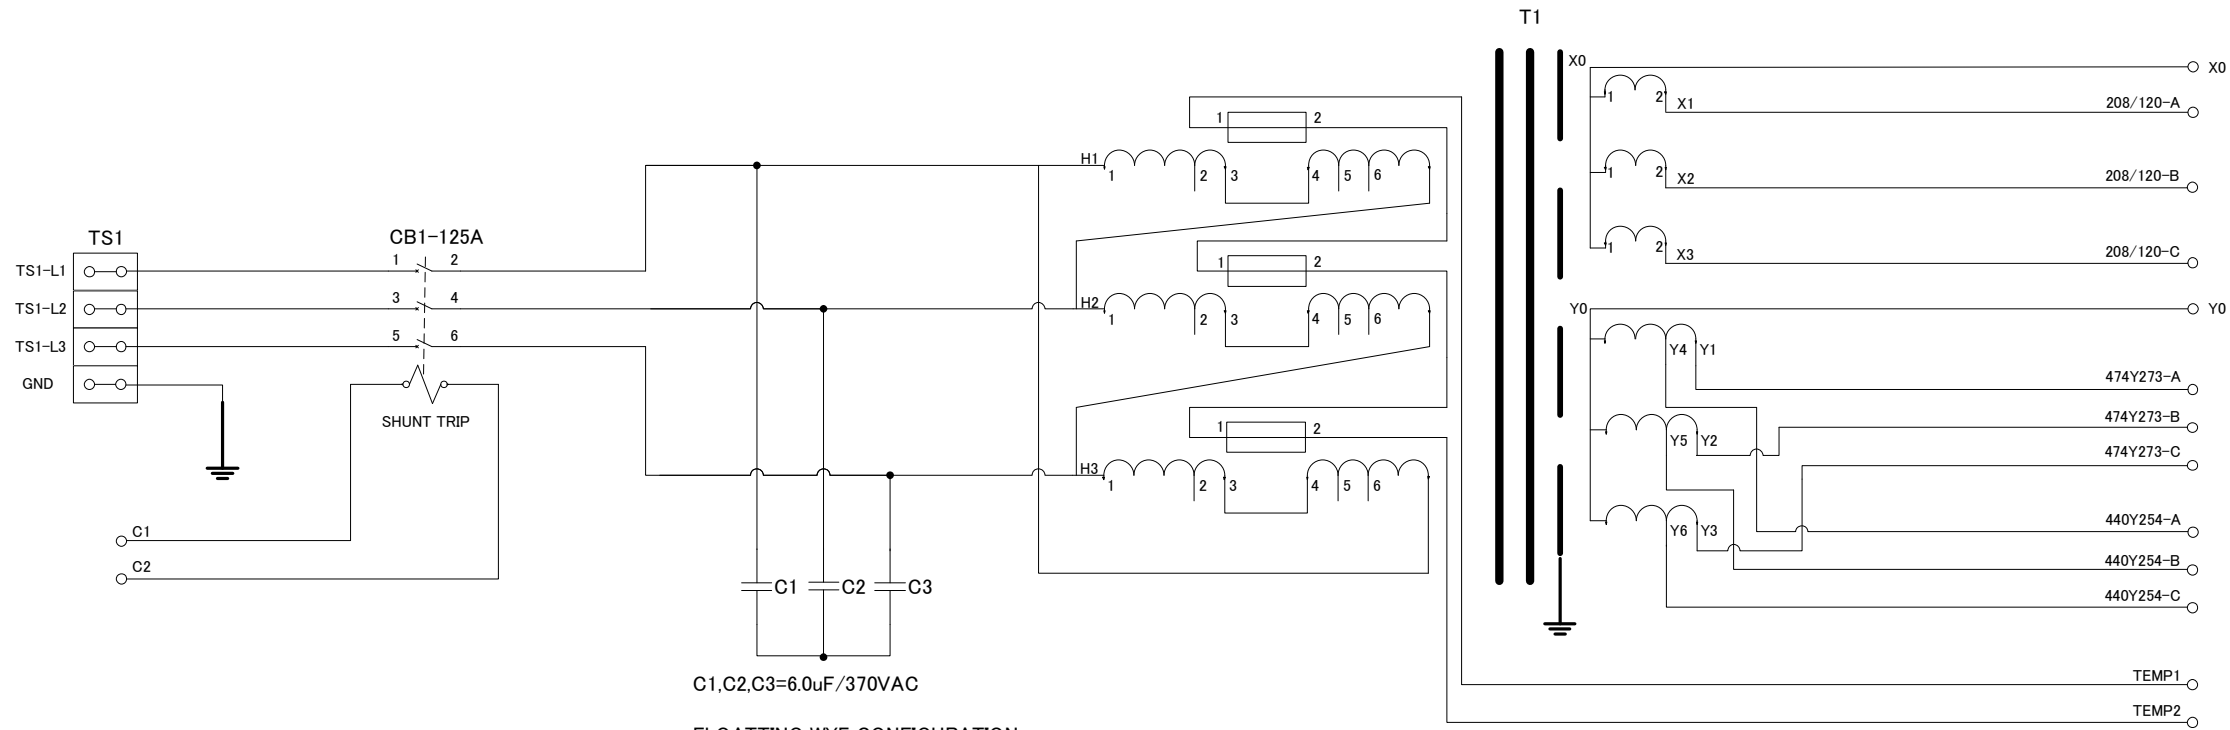 T1
X0
X0
1 2 X1 208/120-A
1 2
H1
1 2 3 4 5 6
1 2 X2 208/120-B
TS1 CB1-125A
1 2 X3 208/120-C
TS1-L1 1 2
1 2
TS1-L2 3 4
H2
1 2 3 4 5 6
Y0 Y0
TS1-L3 5 6
Y4 Y1
GND
474Y273-A
SHUNT TRIP
1 2
474Y273-B
Y5 Y2
474Y273-C
H3
1 2 3 4 5 6
C1
Y6 Y3
440Y254-A
C2
440Y254-B
C1 C2 C3
440Y254-C
C1,C2,C3=6.0uF/370VAC
TEMP1
TEMP2